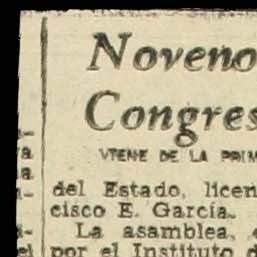 Noveno
Congres
VIENE DE LA PRIM
del Estado, licen
cisco E. García.
La asamblea,
por el Instituto d